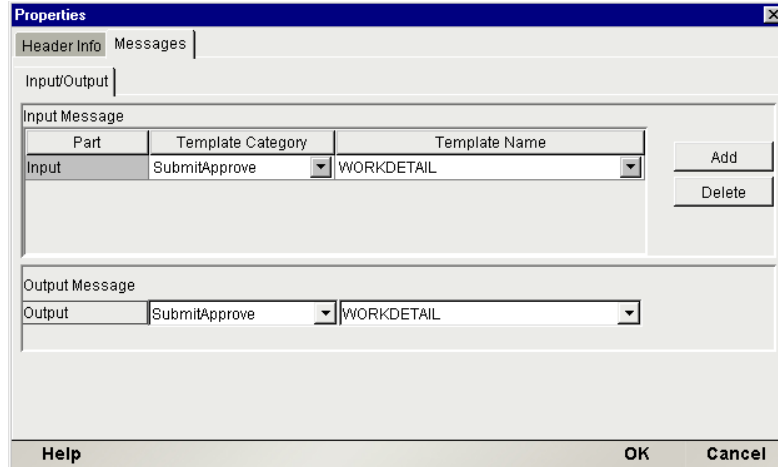 Properties
Header Info Messages
Input/Output
Input Message
Part Template Category Template Name
Input SubmitApprove WORKDETAIL
Add
Delete
Output Message
Output SubmitApprove WORKDETAIL
Help OK Cancel